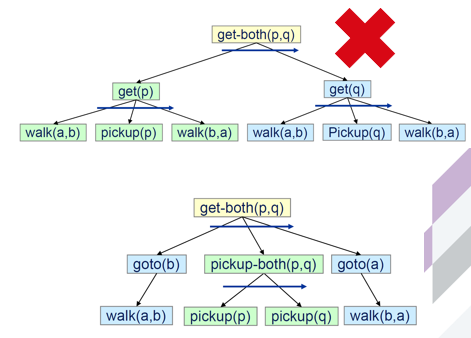 get-both(p,q)
get(p)
get(q)
walk(a,b)
pickup(p)
walk(b,a)
walk(a,b)
Pickup(q)
walk(b,a)
get-both(p,q)
goto(b)
pickup-both(p,q)
goto(a)
walk(a,b)
pickup(p)
pickup(q)
walk(b,a)